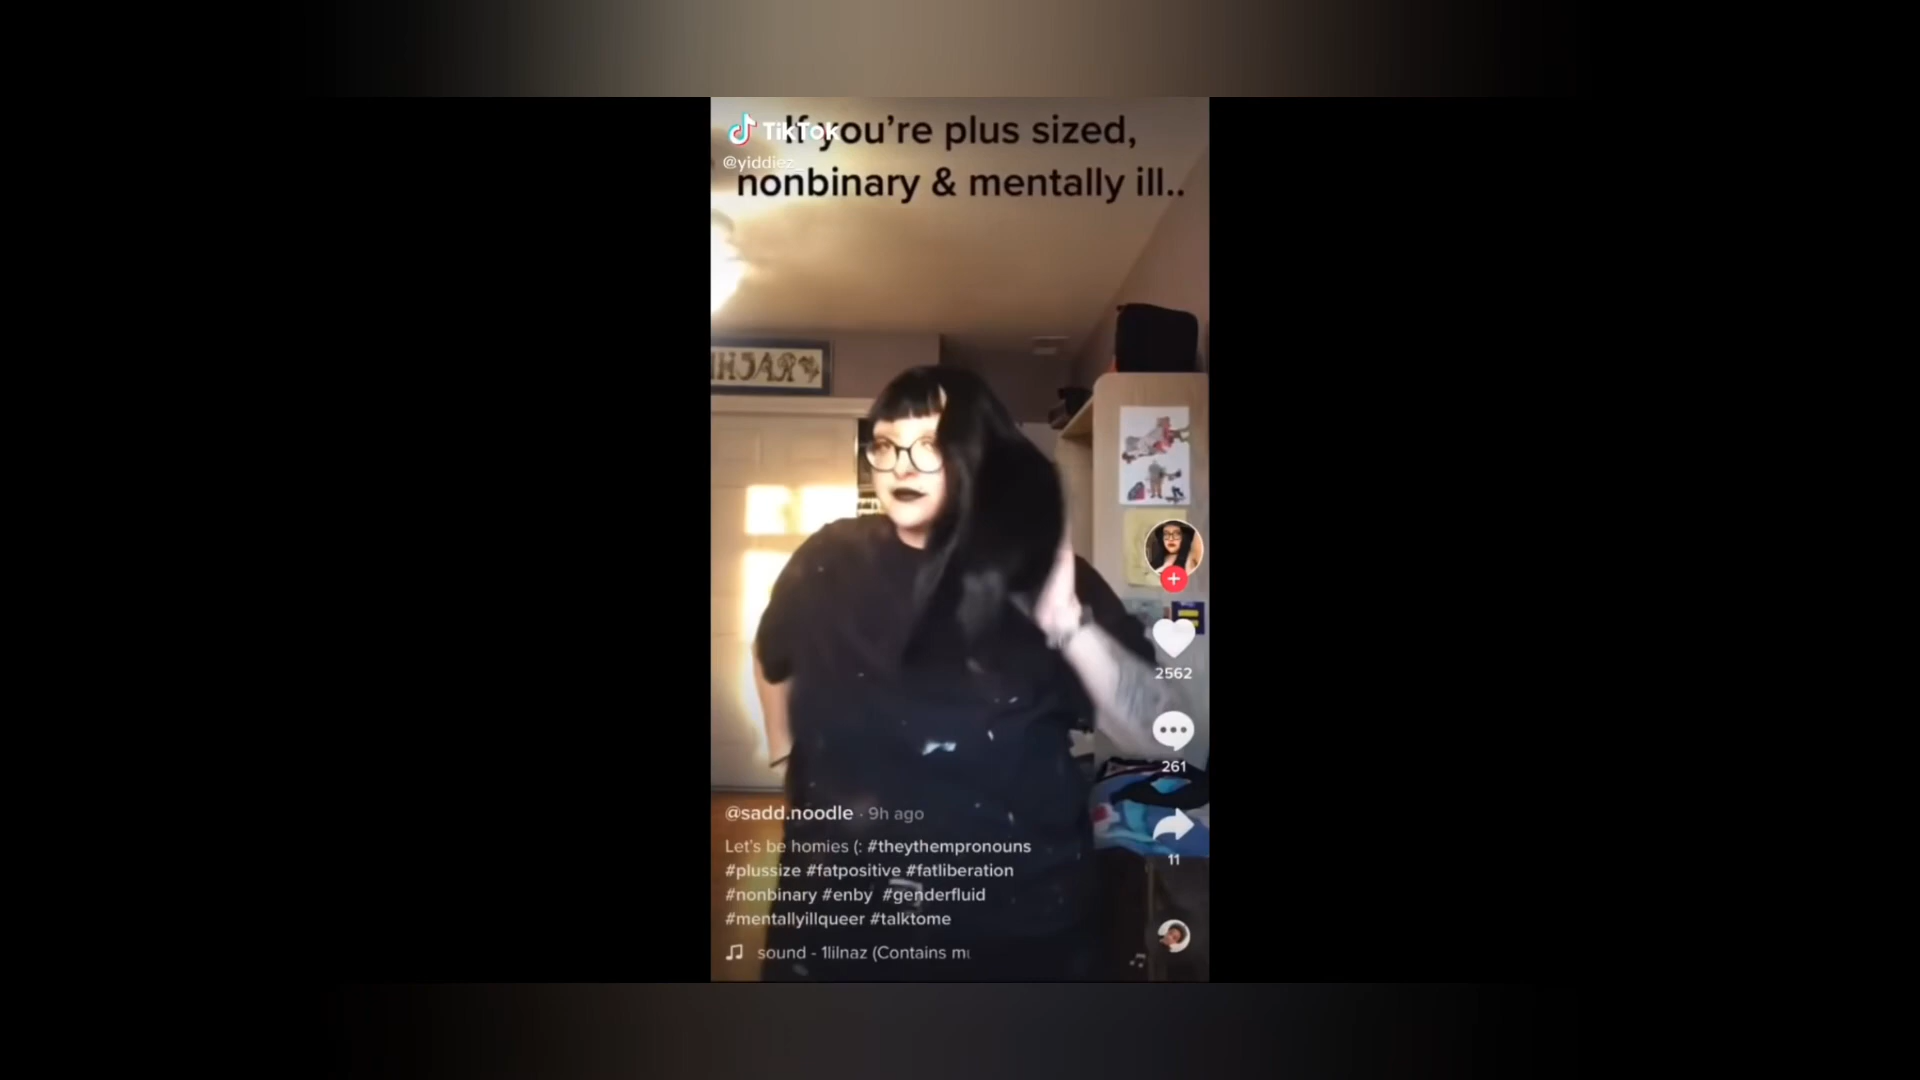 If you're plus sized,
TikTok
@yiddiez
nonbinary & mentally ill..
2562
261
@sadd.noodle · 9h ago
Let's be homies (: #theythempronouns
#plussize #fatpositive #fatliberation
11
#nonbinary #enby #genderfluid
#mentallyillqueer #talktome
sound - 1lilnaz (Contains mu